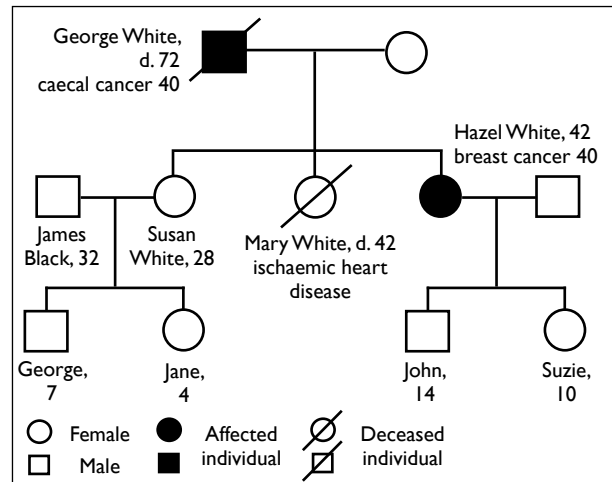 George White,
d. 72
caecal cancer 40
Hazel White, 42
breast cancer 40
James
Black, 32
Susan
White, 28
Mary White, d. 42
ischaemic heart
disease
George,
7
Jane,
4
John,
14
Suzie,
10
Female
Affected
individual
Deceased
individual
Male